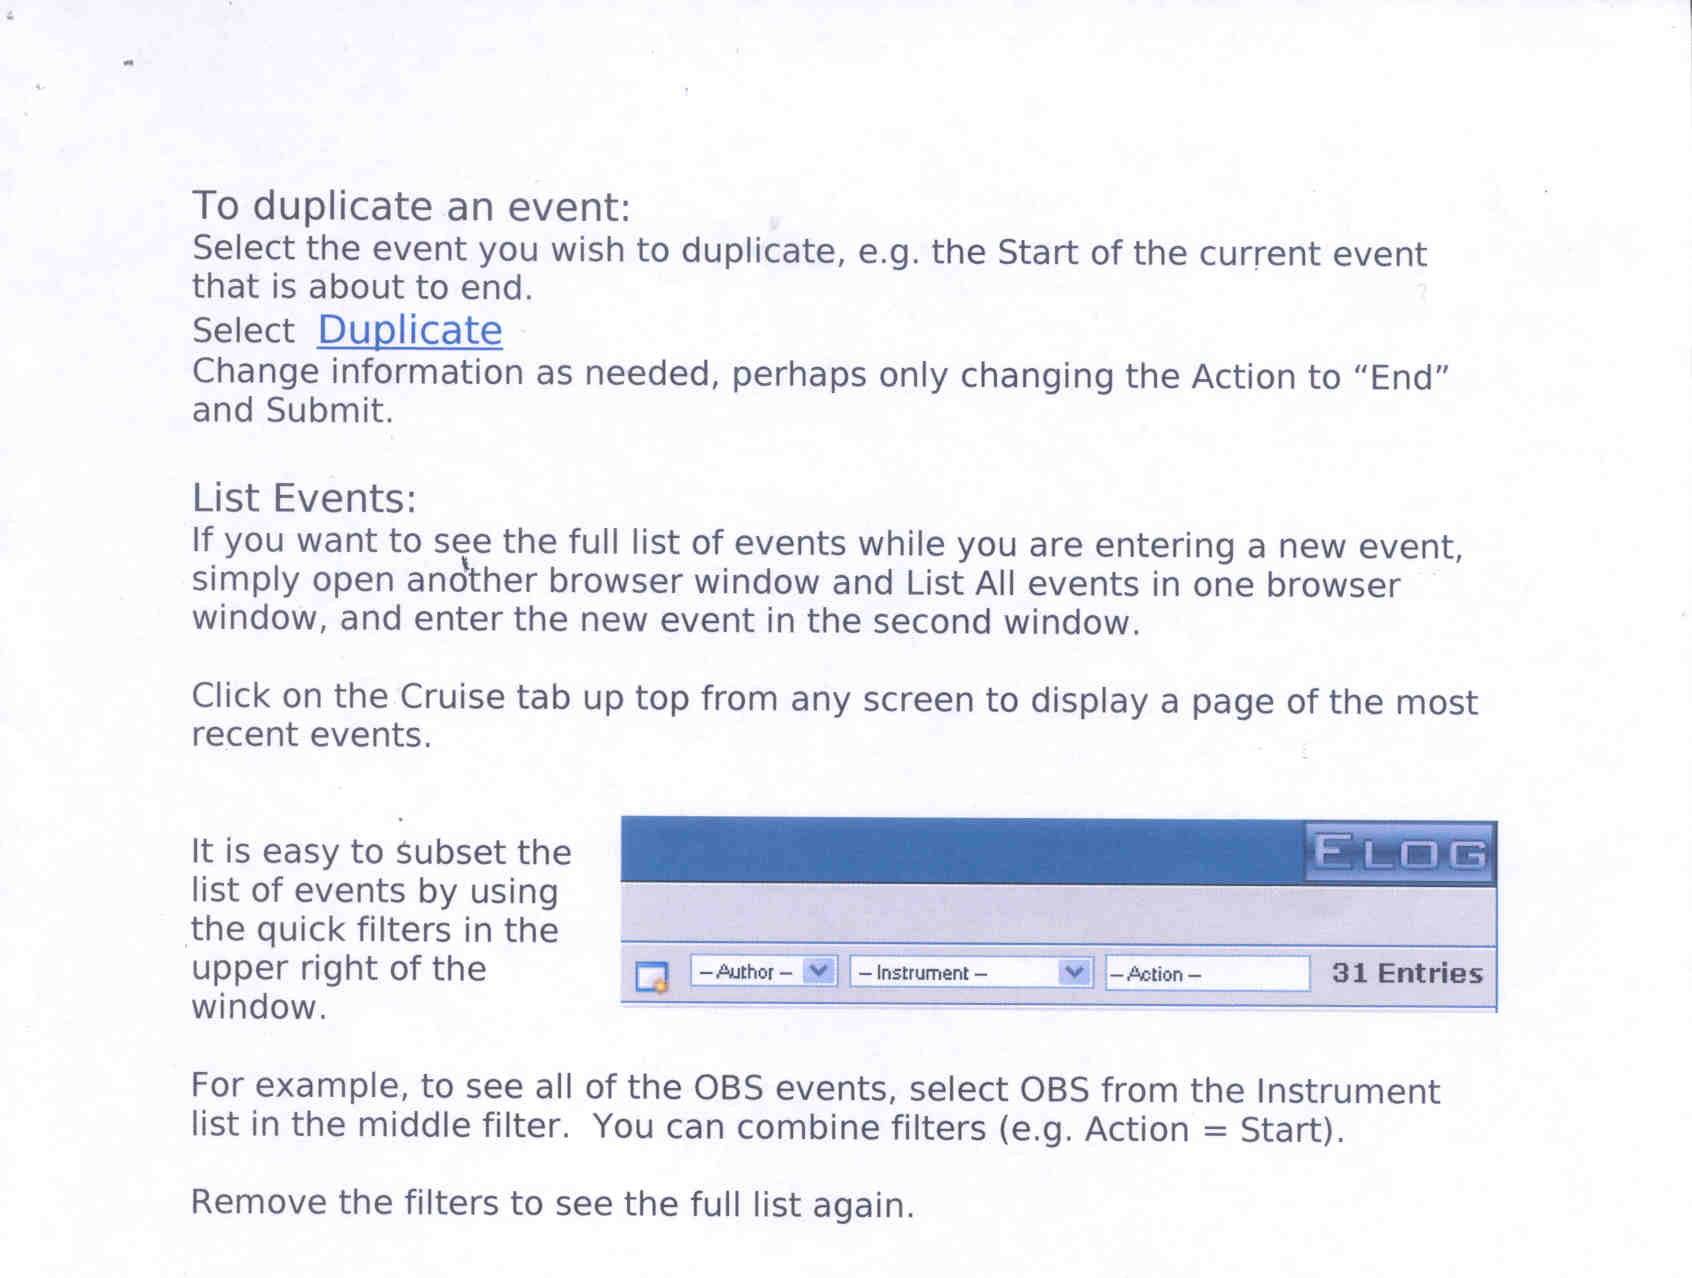 To duplicate an event:
Select the event you wish to duplicate, e.g. the Start of the current event
that is about to end.
Select Duplicate
Change information as needed, perhaps only changing the Action to “End”
and Submit.
List Events:
If you want to see the full list of events while you are entering a new event,
simply open another browser window and List All events in one browser
window, and enter the new event in the second window.
Click on the Cruise tab up top from any screen to display a page of the most
recent events.
It is easy to subset the
list of events by using
the quick filters in the
upper right of the
window.
ELOG
– Author – – Instrument – – Action – 31 Entries
For example, to see all of the OBS events, select OBS from the Instrument
list in the middle filter. You can combine filters (e.g. Action = Start).
Remove the filters to see the full list again.